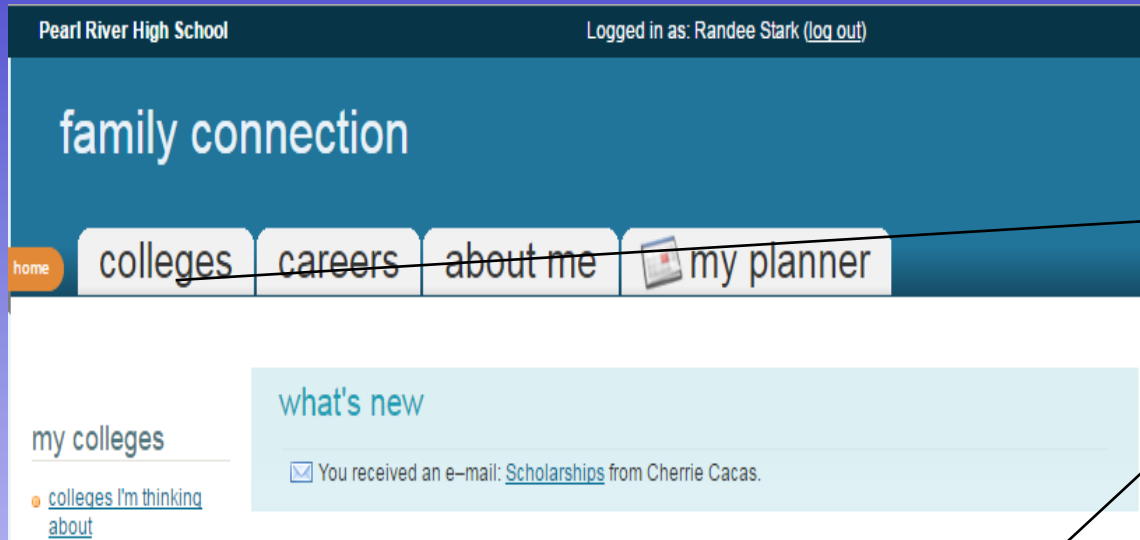 Pearl River High School
Logged in as: Randee Stark (log out)
family connection
home
colleges
careers
about me
my planner
what's new
You received an e–mail: Scholarships from Cherrie Cacas.
my colleges
colleges I'm thinking
about